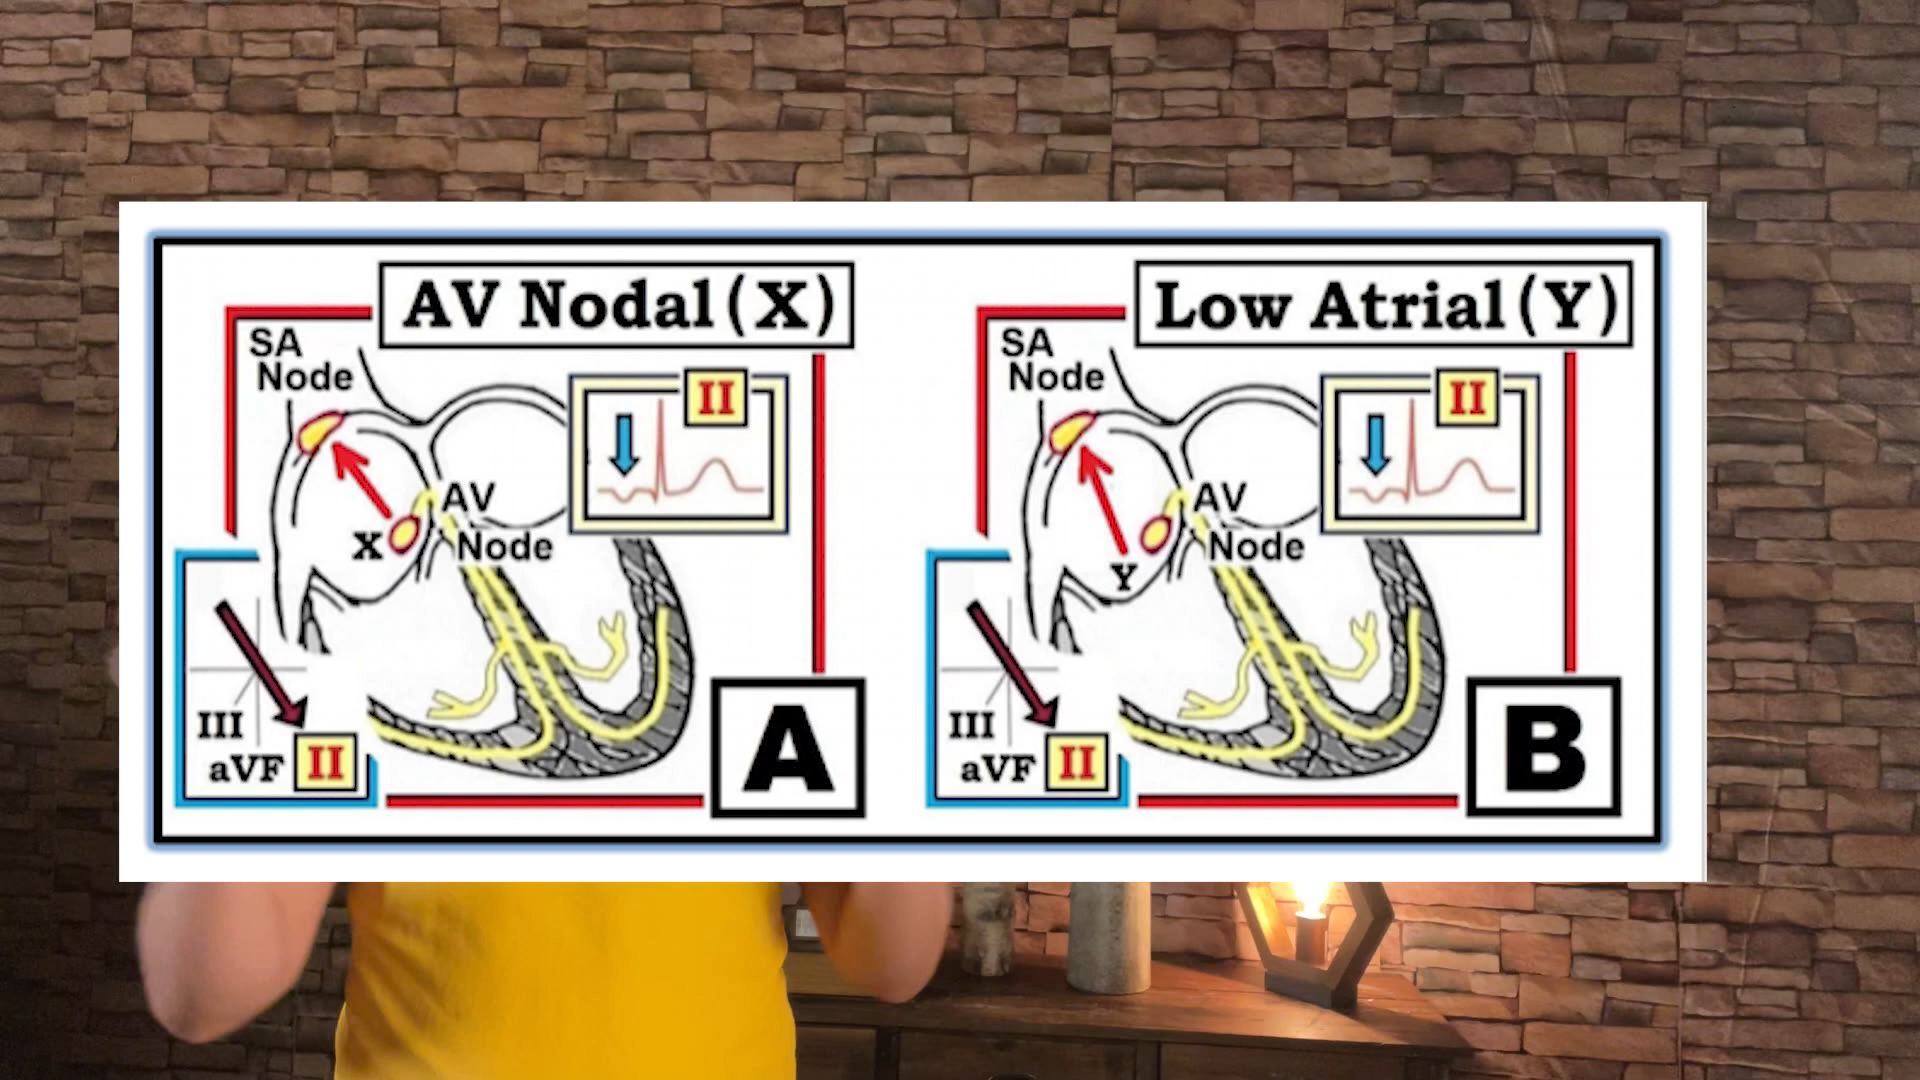 AV Nodal (X)
SA
Node
II
AV
Node
X
III
aVF II
A
Low Atrial (Y)
SA
Node
II
AV
Node
Y
III
aVF II
B